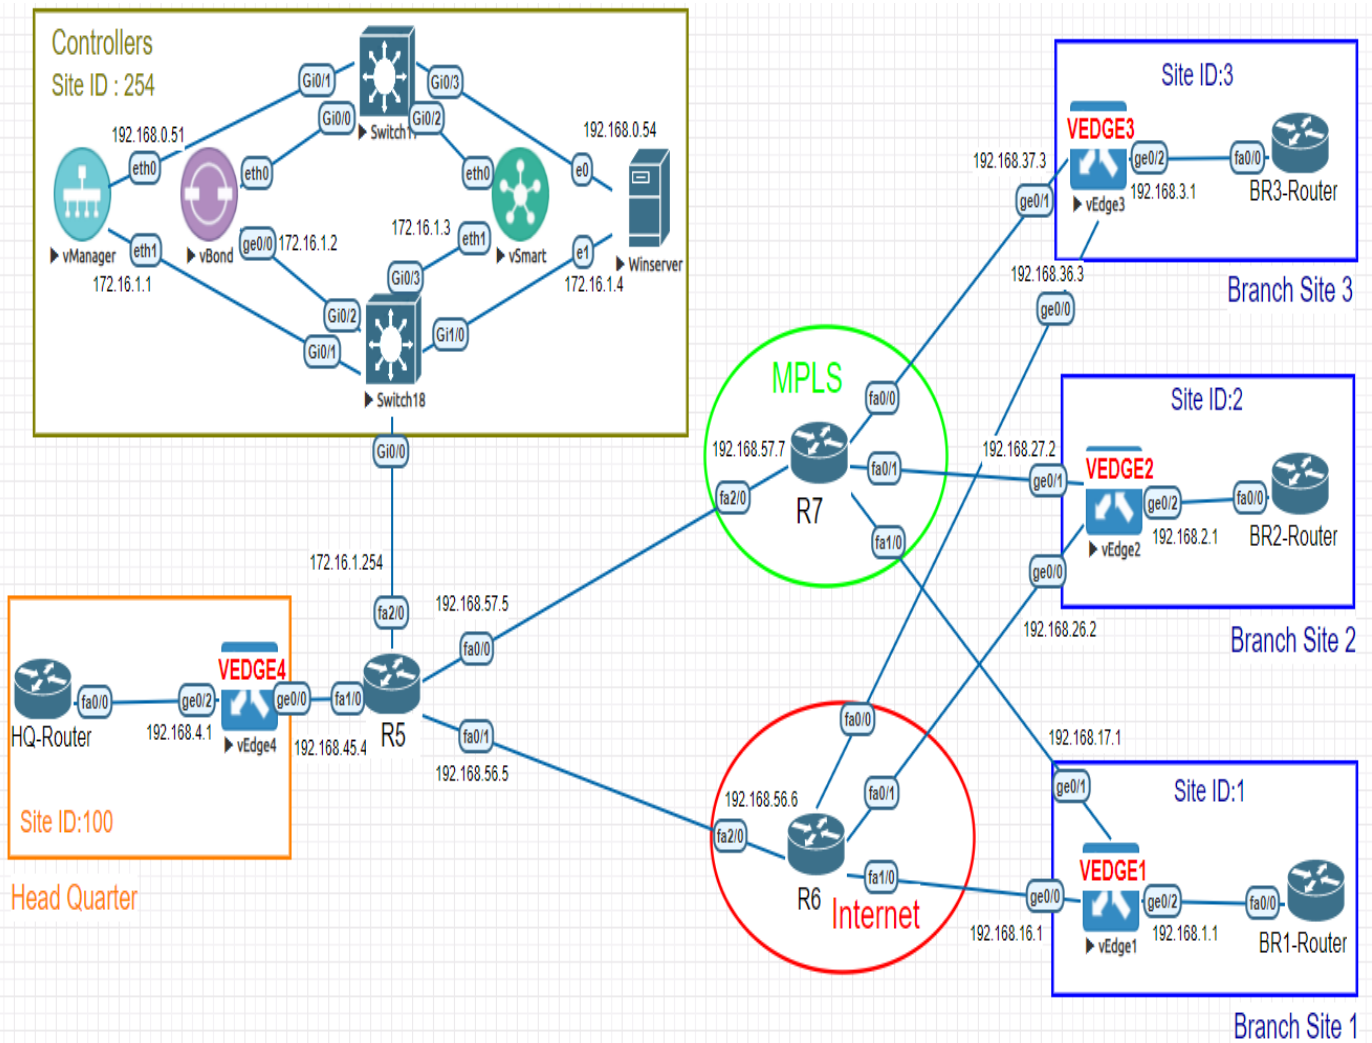 Controllers
Site ID : 254
Gi0/1
Gi0/3
Gi0/0
Gi0/2
192.168.0.51
Switch17
192.168.0.54
eth0
eth0
eth0
e0
172.16.1.3
ge0/0
172.16.1.2
eth1
eth1
vManager
vBond
vSmart
e1
Winserver
172.16.1.1
Gi0/3
172.16.1.4
Gi0/2
Gi0/1
Gi1/0
Switch18
Gi0/0
172.16.1.254
fa2/0
192.168.57.5
fa0/0
VEDGE4
HQ-Router
fa0/0
ge0/2
ge0/0
fa1/0
192.168.4.1
vEdge4
192.168.45.4
R5
fa0/1
192.168.56.5
Site ID:100
Head Quarter
MPLS
fa0/0
192.168.57.7
fa0/1
fa2/0
R7
fa1/0
fa0/0
192.168.56.6
fa0/1
fa2/0
R6
fa1/0
Internet
Site ID:3
VEDGE3
192.168.37.3
ge0/2
fa0/0
192.168.3.1
BR3-Router
ge0/1
vEdge3
192.168.36.3
ge0/0
Branch Site 3
Site ID:2
192.168.27.2
VEDGE2
ge0/1
ge0/2
fa0/0
192.168.2.1
BR2-Router
vEdge2
ge0/0
192.168.26.2
Branch Site 2
192.168.17.1
ge0/1
Site ID:1
VEDGE1
ge0/0
ge0/2
fa0/0
192.168.16.1
192.168.1.1
vEdge1
BR1-Router
Branch Site 1